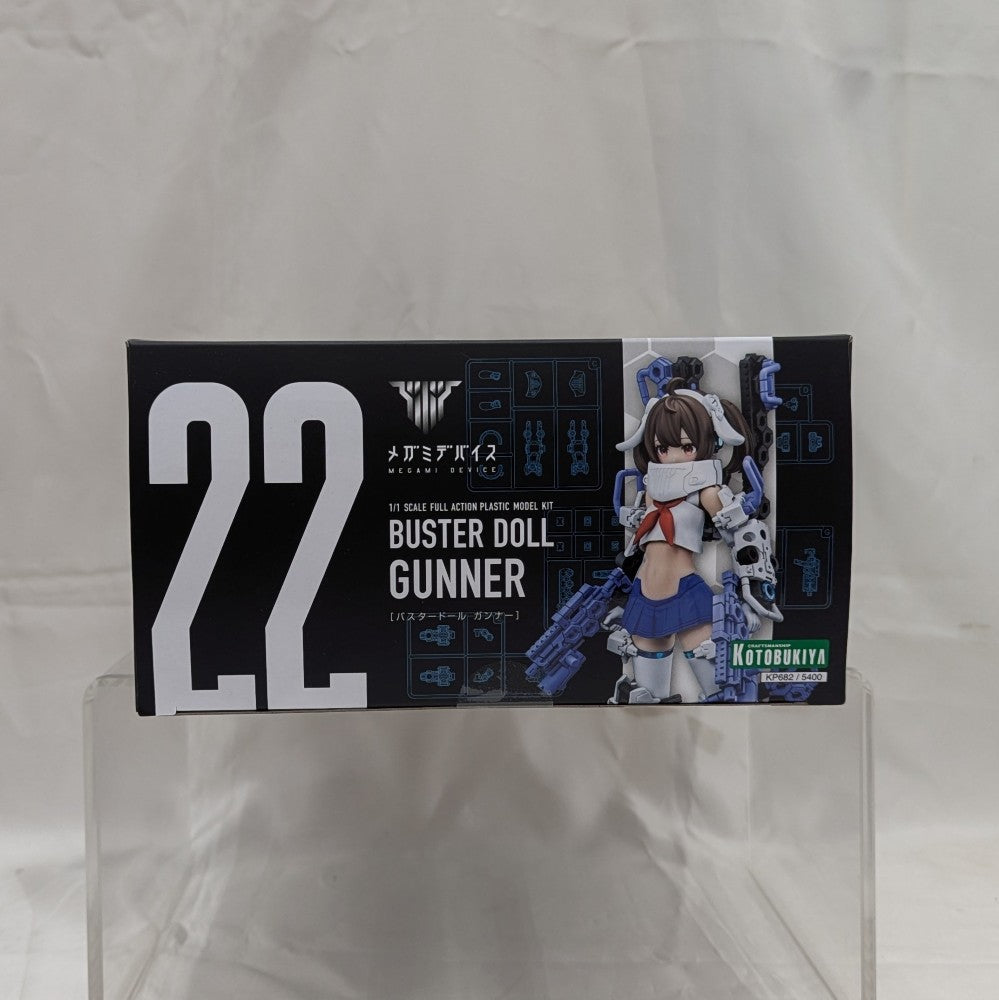 22
メガミデバイス
MEGAMI DEVICE
1/1 SCALE FULL ACTION PLASTIC MODEL KIT
BUSTER DOLL
GUNNER
[バスタードール ガンナー]
CRAFTSMANSHIP
KOTOBUKIYA
KP682 / 5400